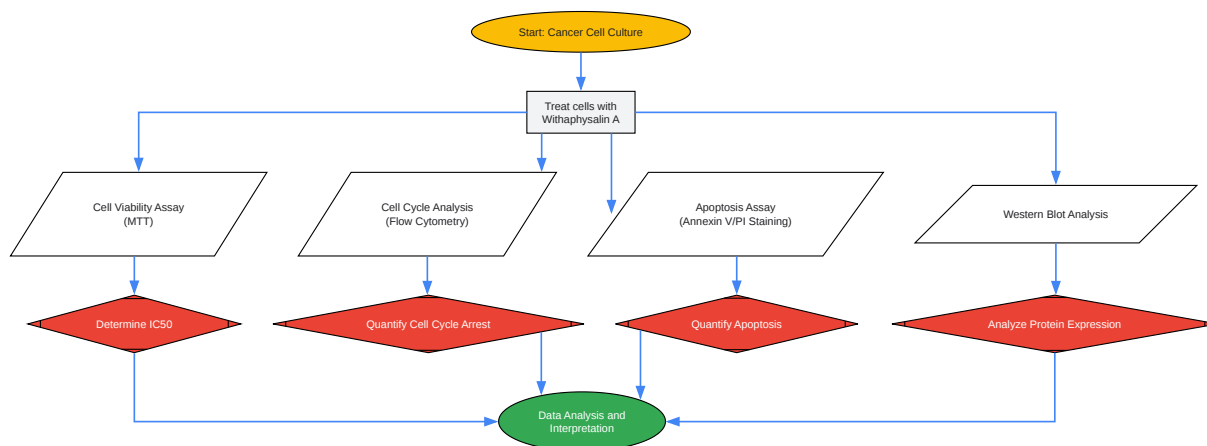 Start: Cancer Cell Culture
Treat cells with
Withaphysalin A
Cell Viability Assay
(MTT)
Cell Cycle Analysis
(Flow Cytometry)
Apoptosis Assay
(Annexin V/PI Staining)
Western Blot Analysis
Determine IC50
Quantify Cell Cycle Arrest
Quantify Apoptosis
Analyze Protein Expression
Data Analysis and
Interpretation